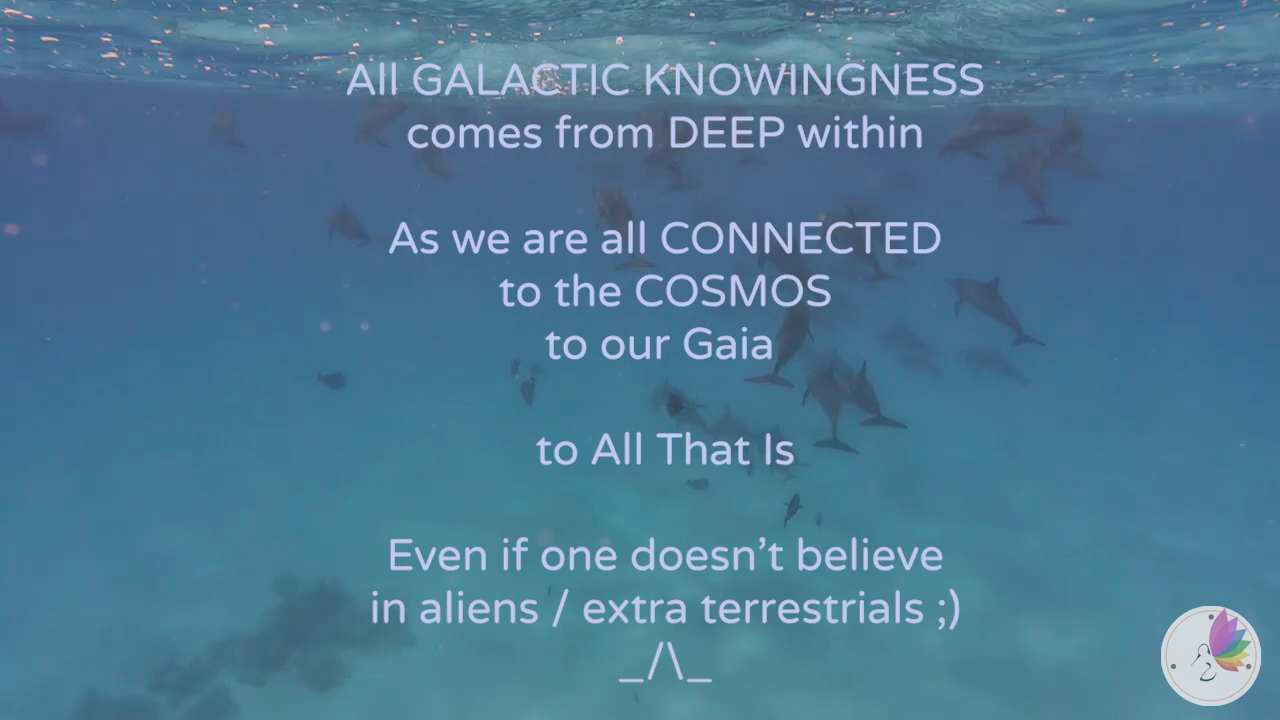 All GALACTIC KNOWINGNESS
comes from DEEP within
As we are all CONNECTED
to the COSMOS
to our Gaia
to All That Is
Even if one doesn’t believe
in aliens / extra terrestrials ;)
_/\_